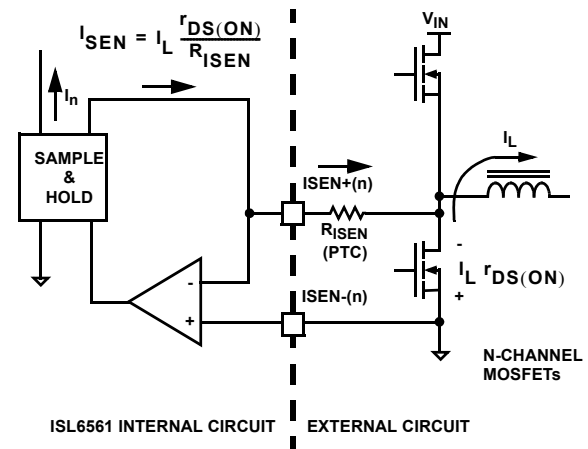 I_SEN = I_L r_DS(ON) / R_ISEN
V_IN
I_n
I_L
SAMPLE
&
HOLD
ISEN+(n)
R_ISEN
(PTC)
-
I_L r_DS(ON)
+
-
+
ISEN-(n)
N-CHANNEL
MOSFETs
ISL6561 INTERNAL CIRCUIT
EXTERNAL CIRCUIT